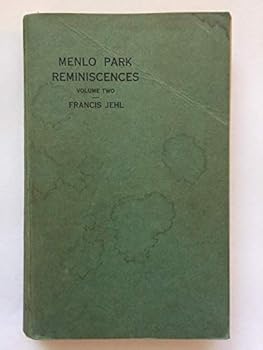 MENLO PARK
REMINISCENCES
VOLUME TWO
FRANCIS JEHL